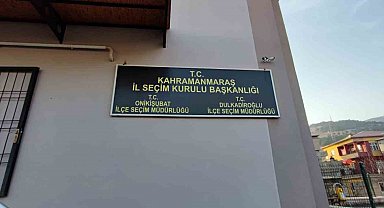 T.C.
KAHRAMANMARAŞ
İL SEÇİM KURULU BAŞKANLIĞI
T.C.
ONİKİŞUBAT
İLÇE SEÇİM MÜDÜRLÜĞÜ
T.C.
DULKADİROĞLU
İLÇE SEÇİM MÜDÜRLÜĞÜ